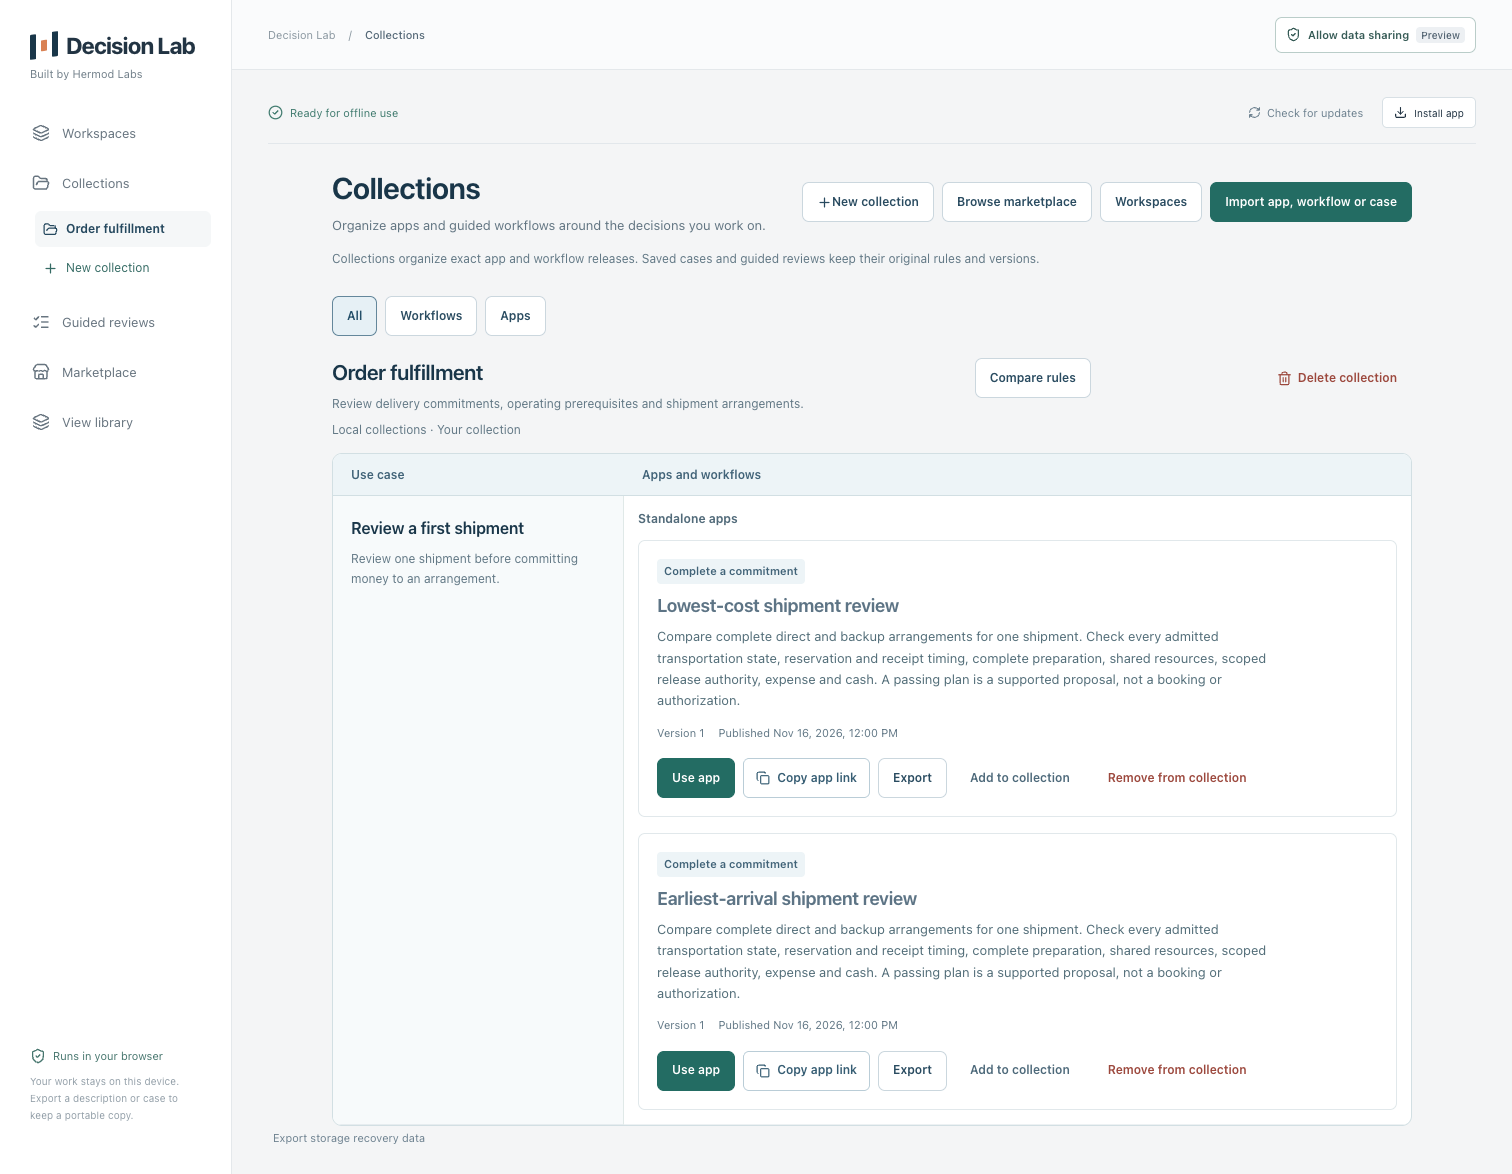 Decision Lab
Built by Hermod Labs
Workspaces
Collections
Order fulfillment
New collection
Guided reviews
Marketplace
View library
Runs in your browser
Your work stays on this device.
Export a description or case to
keep a portable copy.
Decision Lab / Collections
Allow data sharing Preview
Ready for offline use
Check for updates
Install app
Collections
Organize apps and guided workflows around the decisions you work on.
New collection
Browse marketplace
Workspaces
Import app, workflow or case
Collections organize exact app and workflow releases. Saved cases and guided reviews keep their original rules and versions.
All
Workflows
Apps
Order fulfillment
Review delivery commitments, operating prerequisites and shipment arrangements.
Local collections · Your collection
Compare rules
Delete collection
Use case
Apps and workflows
Review a first shipment
Review one shipment before committing
money to an arrangement.
Standalone apps
Complete a commitment
Lowest-cost shipment review
Compare complete direct and backup arrangements for one shipment. Check every admitted
transportation state, reservation and receipt timing, complete preparation, shared resources, scoped
release authority, expense and cash. A passing plan is a supported proposal, not a booking or
authorization.
Version 1 Published Nov 16, 2026, 12:00 PM
Use app
Copy app link
Export
Add to collection
Remove from collection
Complete a commitment
Earliest-arrival shipment review
Compare complete direct and backup arrangements for one shipment. Check every admitted
transportation state, reservation and receipt timing, complete preparation, shared resources, scoped
release authority, expense and cash. A passing plan is a supported proposal, not a booking or
authorization.
Version 1 Published Nov 16, 2026, 12:00 PM
Use app
Copy app link
Export
Add to collection
Remove from collection
Export storage recovery data